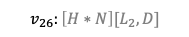 v₂₆: [H * N][L₂, D]